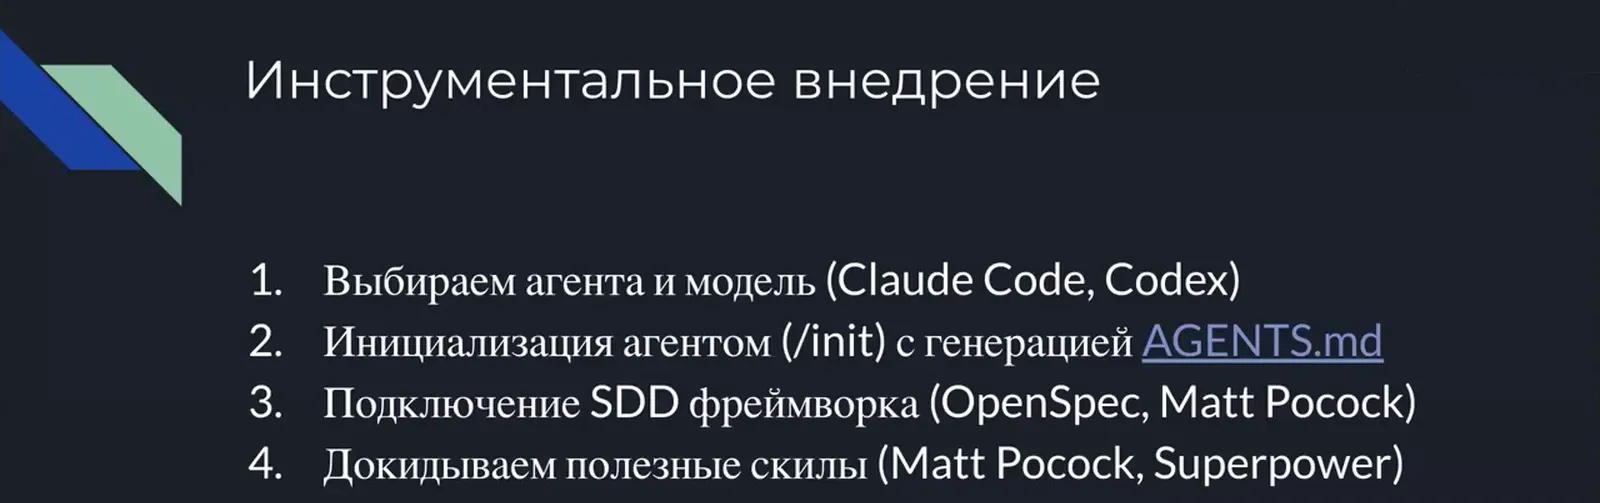 Инструментальное внедрение
1. Выбираем агента и модель (Claude Code, Codex)
2. Инициализация агентом (/init) с генерацией AGENTS.md
3. Подключение SDD фреймворка (OpenSpec, Matt Pocock)
4. Докидываем полезные скилы (Matt Pocock, Superpower)